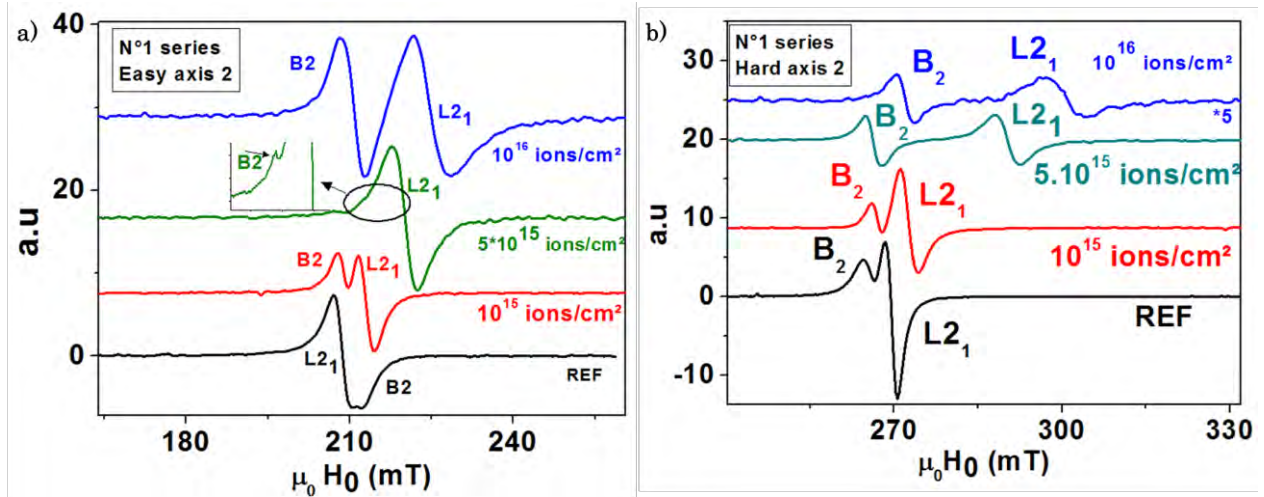 a)
N°1 series
Easy axis 2
40
20
0
a.u
B2
L2₁
10¹⁶ ions/cm²
B2
L2₁
5*10¹⁵ ions/cm²
B2
L2₁
10¹⁵ ions/cm²
L2₁
B2
REF
180
210
240
μ₀ H₀ (mT)
b)
N°1 series
Hard axis 2
30
20
10
0
-10
a.u
B₂
L2₁
10¹⁶ ions/cm²
*5
B₂
L2₁
5.10¹⁵ ions/cm²
B₂
L2₁
10¹⁵ ions/cm²
B₂
L2₁
REF
270
300
330
μ₀ H₀ (mT)